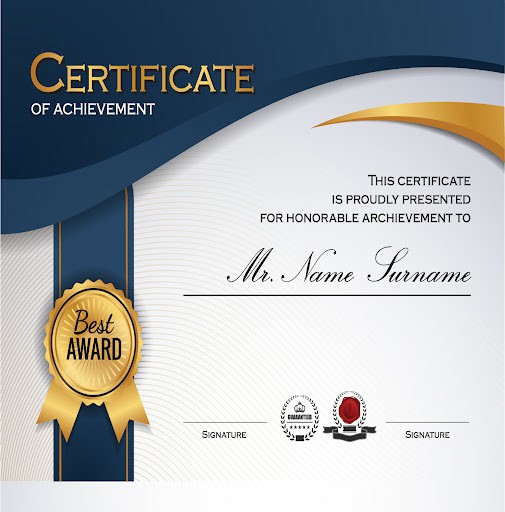 CERTIFICATE
OF ACHIEVEMENT
THIS CERTIFICATE
IS PROUDLY PRESENTED
FOR HONORABLE ARCHIEVEMENT TO
Mr. Name Surname
Best
AWARD
GUARANTEED
SIGNATURE
SIGNATURE